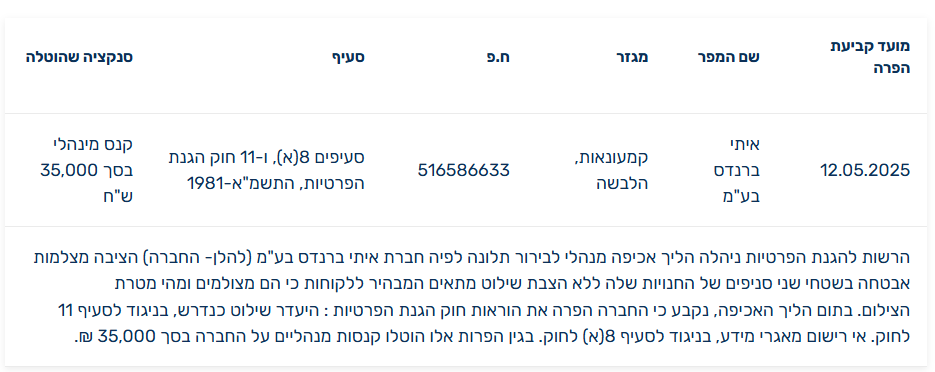 מועד קביעת הפרה
שם המפר
מגזר
ח.פ
סעיף
סנקציה שהוטלה
12.05.2025
איתי ברנדס בע"מ
קמעונאות, הלבשה
516586633
סעיפים 8(א), ו-11 חוק הגנת הפרטיות, התשמ"א-1981
קנס מינהלי בסך 35,000 ש"ח
הרשות להגנת הפרטיות ניהלה הליך אכיפה מנהלי לבירור תלונה לפיה חברת איתי ברנדס בע"מ (להלן- החברה) הציבה מצלמות
אבטחה בשטחי שני סניפים של החנויות שלה ללא הצבת שילוט מתאים המבהיר ללקוחות כי הם מצולמים ומהי מטרת
הצילום. בתום הליך האכיפה, נקבע כי החברה הפרה את הוראות חוק הגנת הפרטיות : היעדר שילוט כנדרש, בניגוד לסעיף 11
לחוק. אי רישום מאגרי מידע, בניגוד לסעיף 8(א) לחוק. בגין הפרות אלו הוטלו קנסות מנהליים על החברה בסך 35,000 ₪.